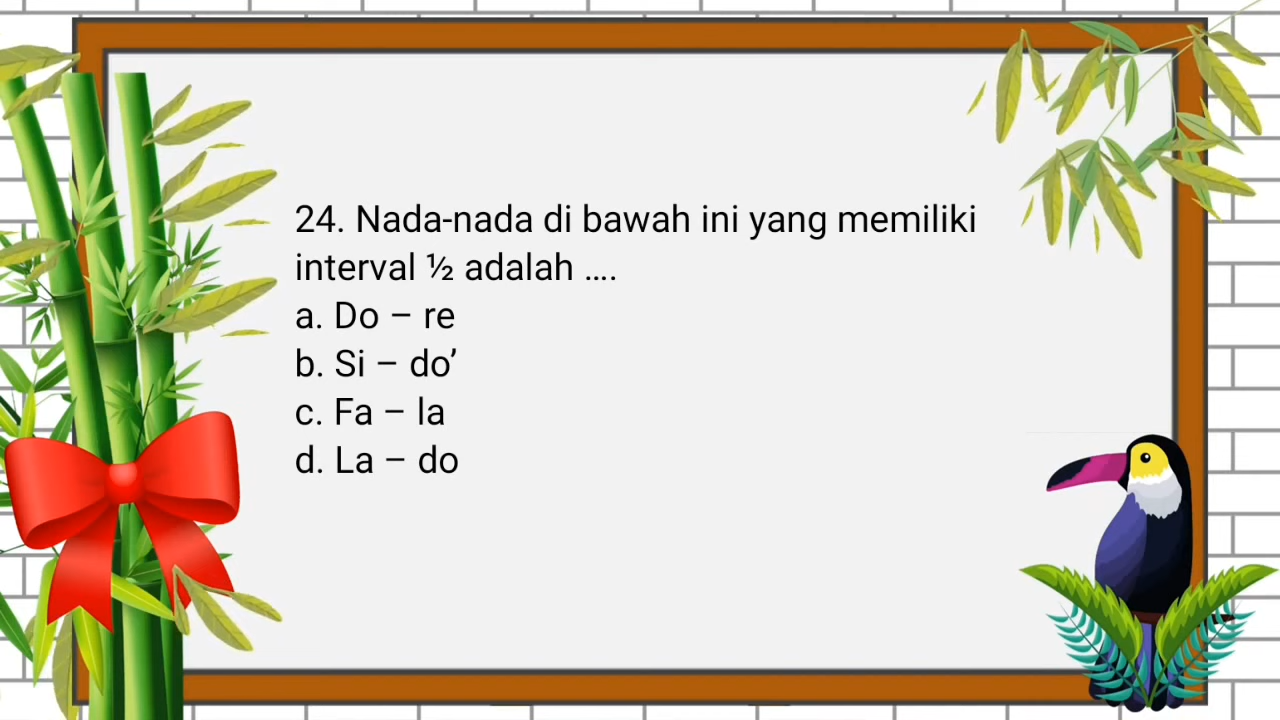 24. Nada-nada di bawah ini yang memiliki
interval ½ adalah ....
a. Do – re
b. Si – do’
c. Fa – la
d. La – do